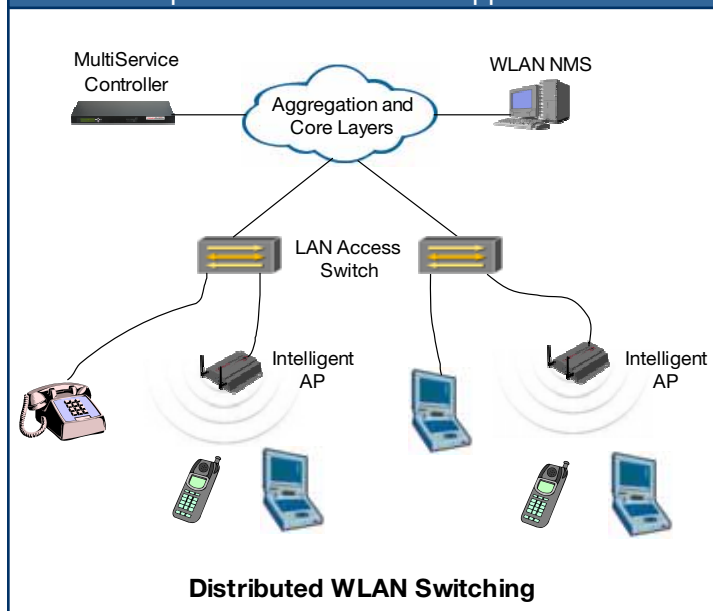 MultiService
Controller
WLAN NMS
Aggregation and
Core Layers
LAN Access
Switch
Intelligent
AP
Intelligent
AP
Distributed WLAN Switching